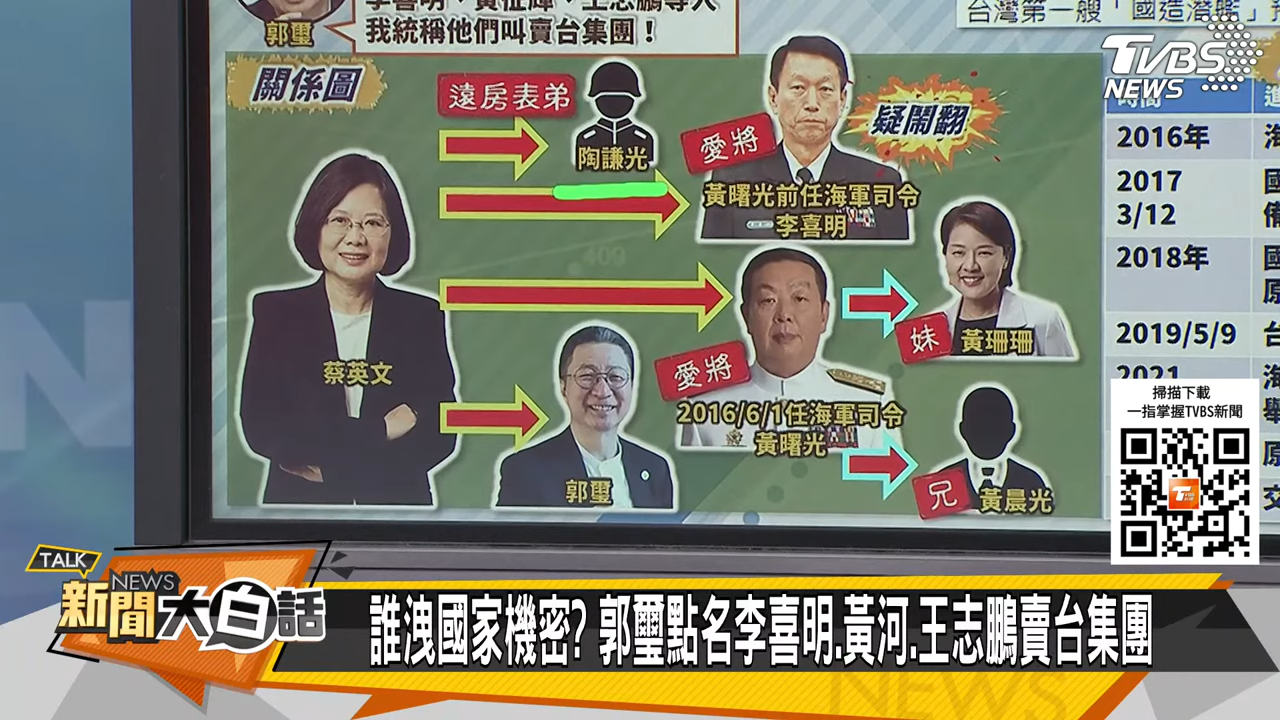 李喜明、黃征輝、王志鵬等人
我統稱他們叫賣台集團！
郭璽
台灣第一艘「國造潛艦」
TVBS
NEWS
關係圖
遠房表弟
陶謙光
愛將
疑鬧翻
黃曙光前任海軍司令
李喜明
蔡英文
愛將
2016/6/1任海軍司令
黃曙光
妹
黃珊珊
郭璽
兄
黃晨光
時間
2016年
2017
3/12
2018年
2019/5/9
2021
掃描下載
一指掌握TVBS新聞
TALK
NEWS
新聞大白話
誰洩國家機密? 郭璽點名李喜明.黃河.王志鵬賣台集團
NEWS